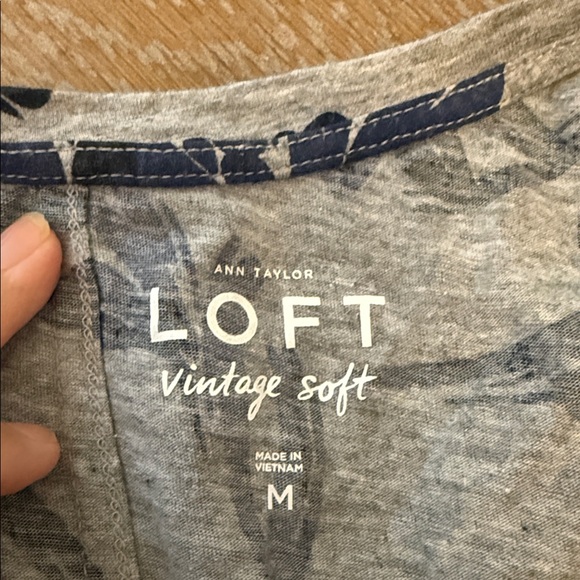 ANN TAYLOR
LOFT
vintage soft
MADE IN
VIETNAM
M